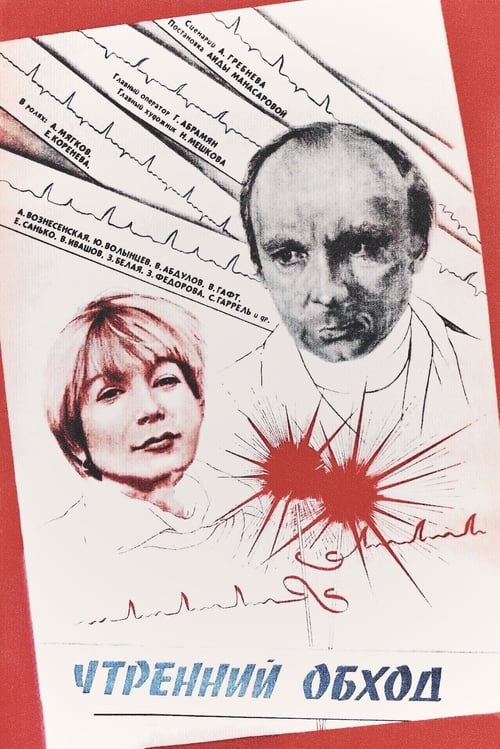 Сценарий А. ГРЕБНЕВА
Постановка АИДЫ МАНАСАРОВОЙ
Главный оператор Г. АБРАМЯН
Главный художник Н. МЕШКОВА
В ролях: А. МЯГКОВ,
Е. КОРЕНЕВА,
А. ВОЗНЕСЕНСКАЯ, Ю. ВОЛЫНЦЕВ, В. АБДУЛОВ, В. ГАФТ,
Е. САНЬКО, В. ИВАШОВ, З. БЕЛАЯ, З. ФЕДОРОВА, С. ГАРРЕЛЬ и др.
УТРЕННИЙ ОБХОД